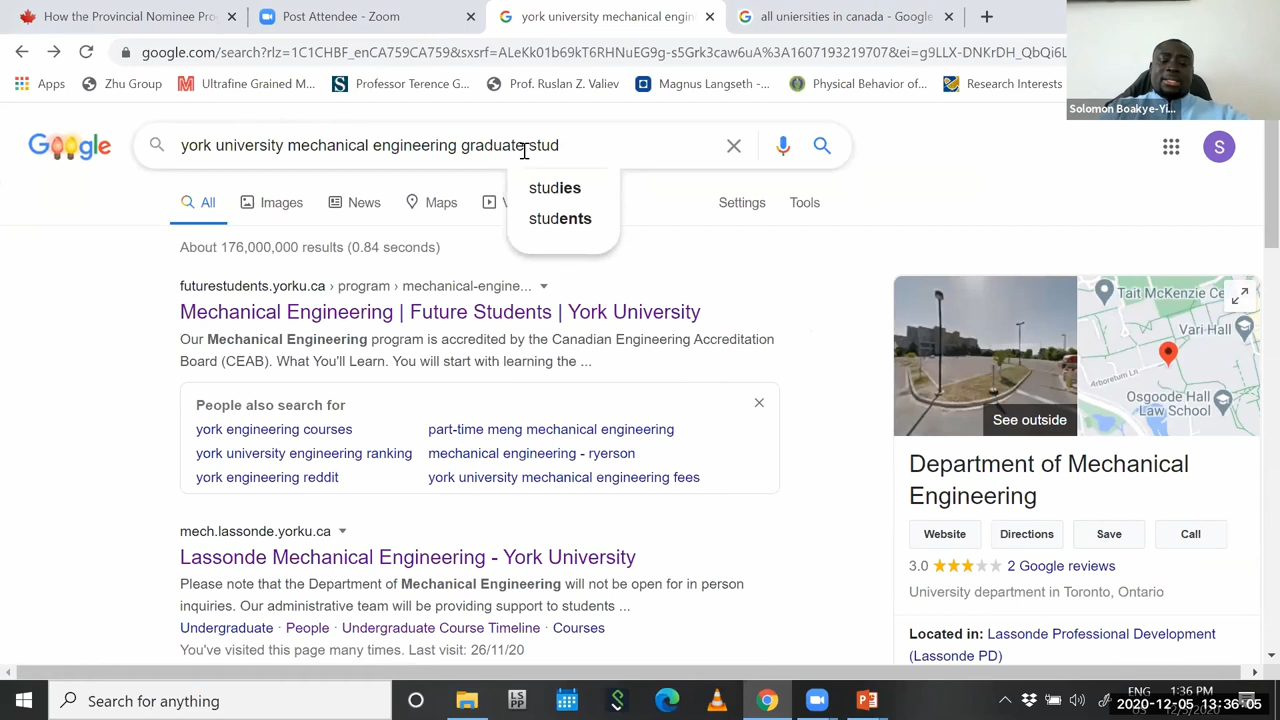 How the Provincial Nominee Pro
Post Attendee - Zoom
york university mechanical engin
all unierssities in canada - Google
google.com/search?rlz=1C1CHBF_enCA759CA759&sxsrf=ALeKk01b69kT6RHNuEG9g-s5Grk3caw6uA%3A1607193219707&ei=g9LLX-DNKrDH_QbQi6L
Apps
Zhu Group
Ultrafine Grained M...
Professor Terence G...
Prof. Ruslan Z. Valiev
Magnus Langseth -...
Physical Behavior of...
Research Interests
Solomon Boakye-Yi...
Google
york university mechanical engineering graduate stud
S
studies
students
All
Images
News
Maps
V
Settings
Tools
About 176,000,000 results (0.84 seconds)
futurestudents.yorku.ca › program › mechanical-engine...
Mechanical Engineering | Future Students | York University
Our Mechanical Engineering program is accredited by the Canadian Engineering Accreditation
Board (CEAB). What You'll Learn. You will start with learning the ...
People also search for
york engineering courses
part-time meng mechanical engineering
york university engineering ranking
mechanical engineering - ryerson
york engineering reddit
york university mechanical engineering fees
mech.lassonde.yorku.ca
Lassonde Mechanical Engineering - York University
Please note that the Department of Mechanical Engineering will not be open for in person
inquiries. Our administrative team will be providing support to students ...
Undergraduate · People · Undergraduate Course Timeline · Courses
You've visited this page many times. Last visit: 26/11/20
Tait McKenzie Ce
Vari Hall
Arboretum Ln
Osgoode Hall
Law School
See outside
Department of Mechanical
Engineering
Website
Directions
Save
Call
3.0
2 Google reviews
University department in Toronto, Ontario
Located in: Lassonde Professional Development
(Lassonde PD)
Search for anything
LS
PP
ENG
1:36 PM
2020-12-05 13:36:05